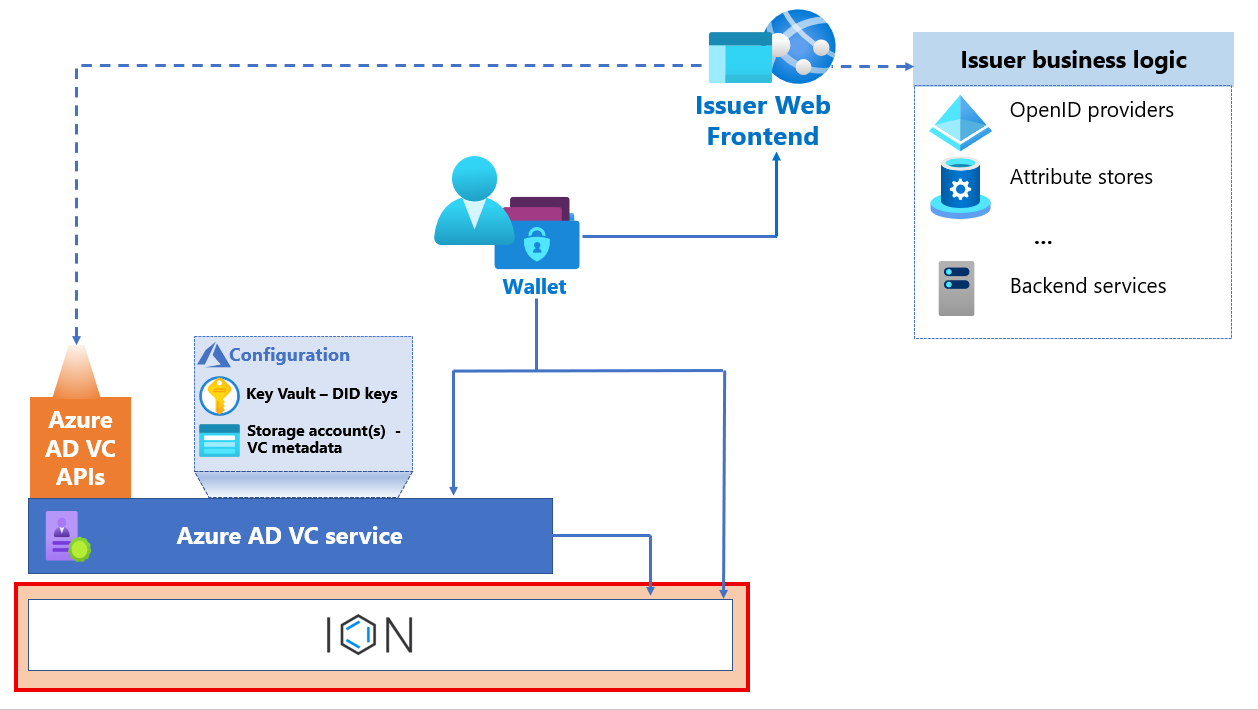 Issuer Web
Frontend
Issuer business logic
OpenID providers
Attribute stores
...
Backend services
Wallet
Configuration
Key Vault – DID keys
Storage account(s) -
VC metadata
Azure
AD VC
APIs
Azure AD VC service
ION